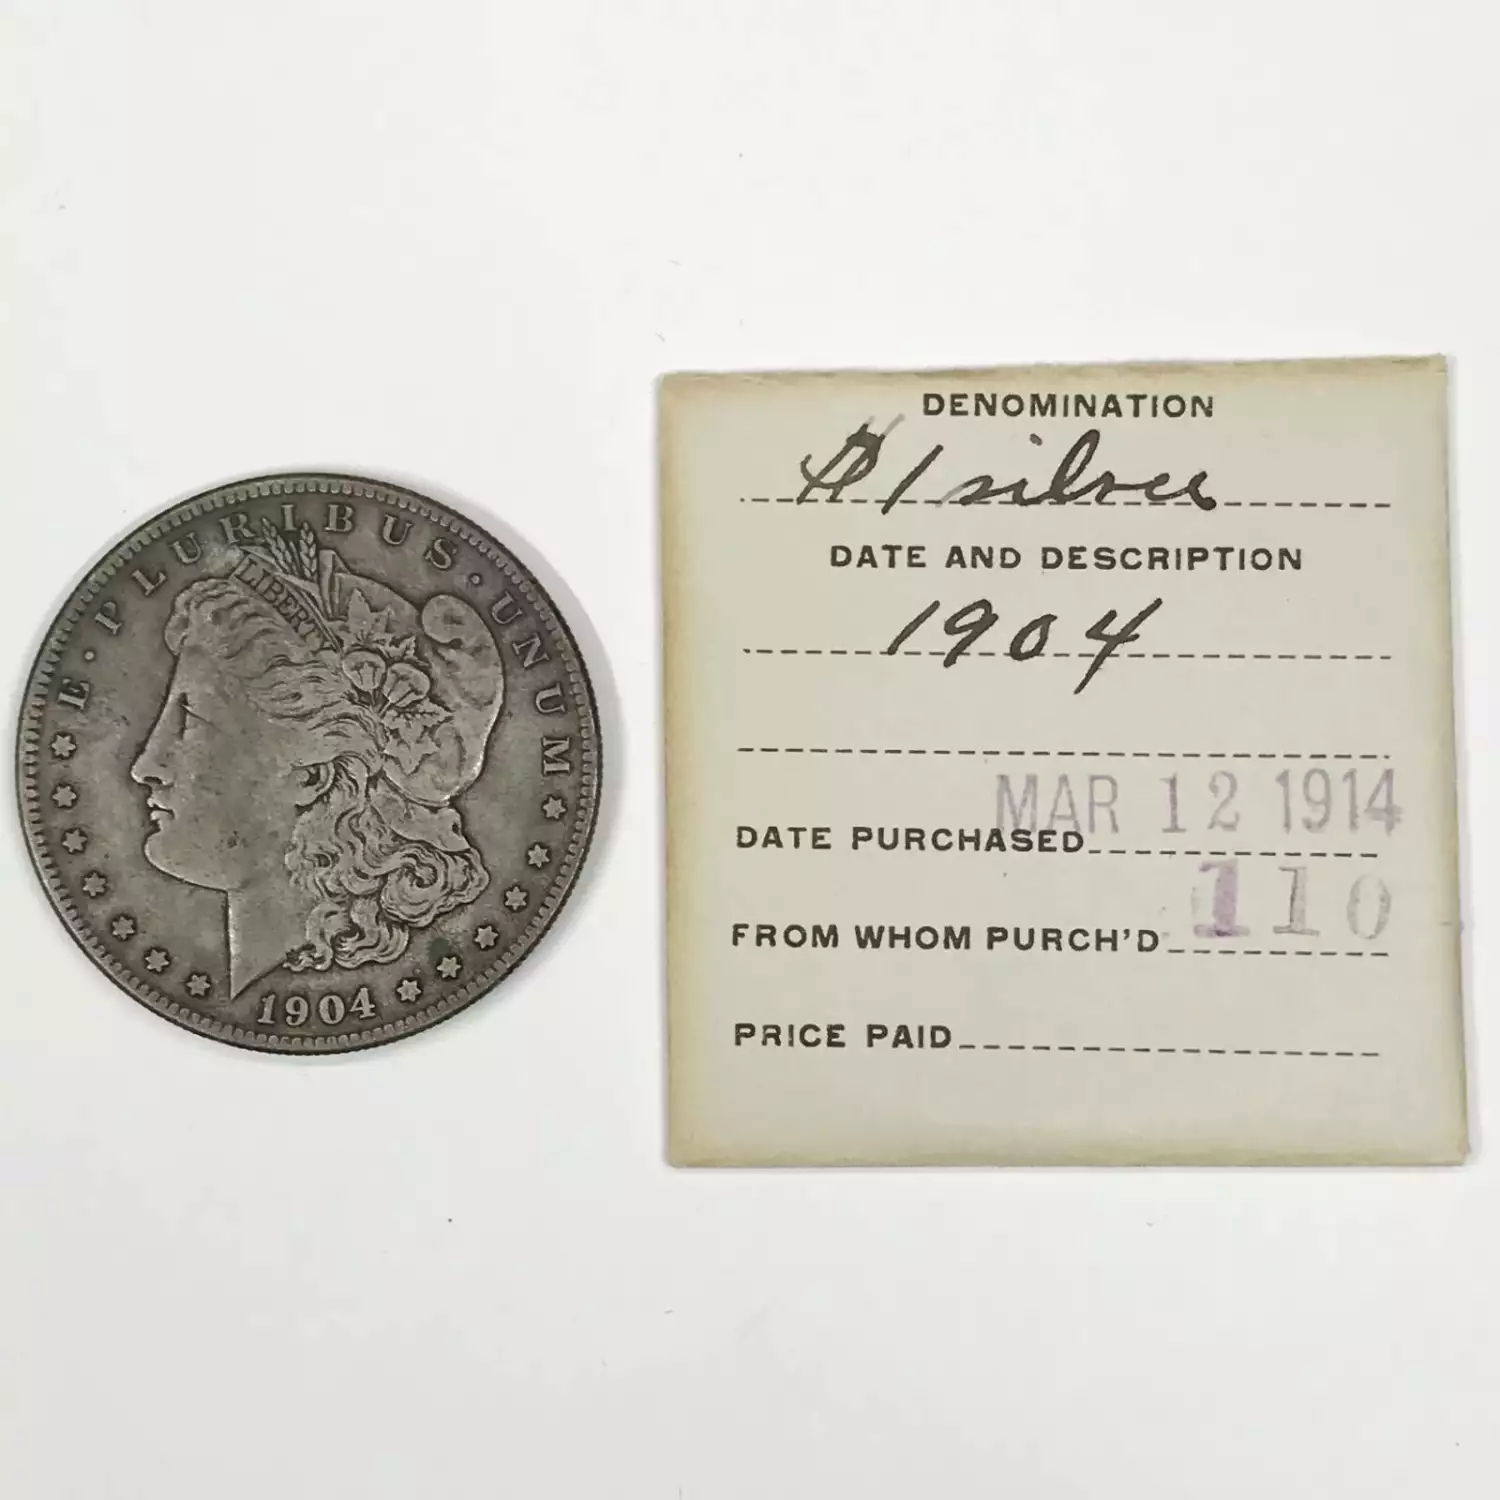 E · PLURIBUS · UNUM
LIBERTY
1904
DENOMINATION
$1 silver
DATE AND DESCRIPTION
1904
MAR 12 1914
DATE PURCHASED
110
FROM WHOM PURCH'D
PRICE PAID